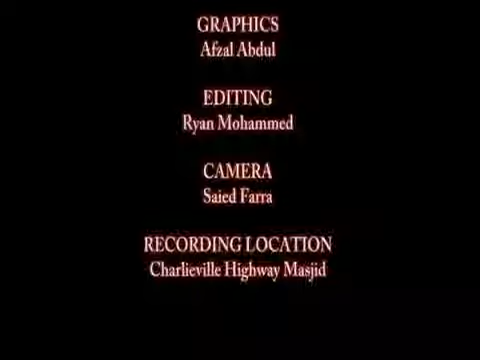 GRAPHICS
Afzal Abdul
EDITING
Ryan Mohammed
CAMERA
Saied Farra
RECORDING LOCATION
Charlieville Highway Masjid